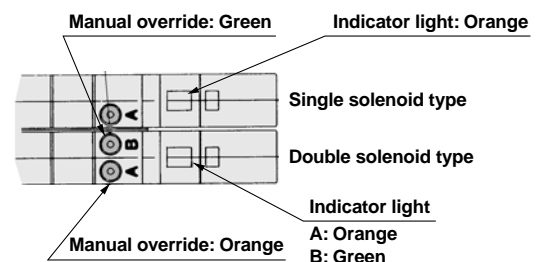 Manual override: Green
Indicator light: Orange
A
Single solenoid type
B
Double solenoid type
A
Indicator light
A: Orange
Manual override: Orange
B: Green